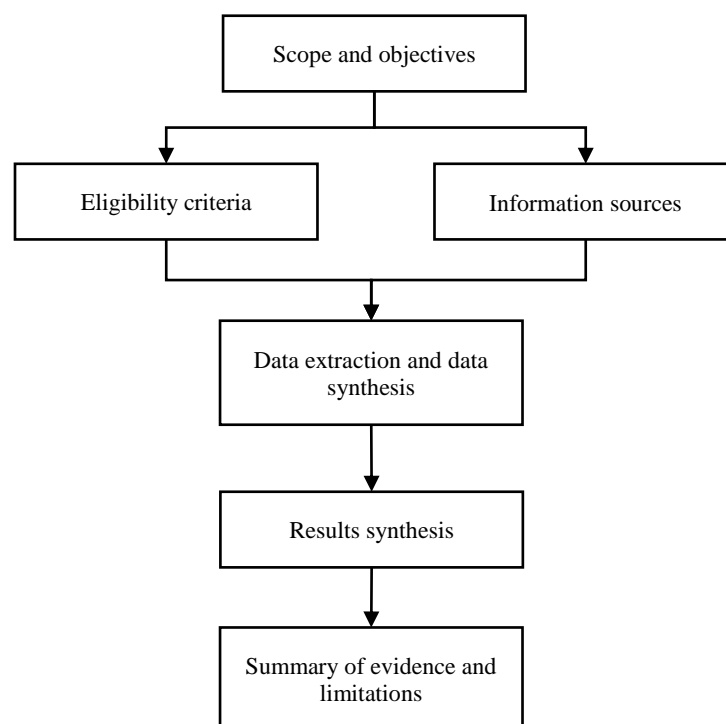 Scope and objectives
Eligibility criteria
Information sources
Data extraction and data
synthesis
Results synthesis
Summary of evidence and
limitations